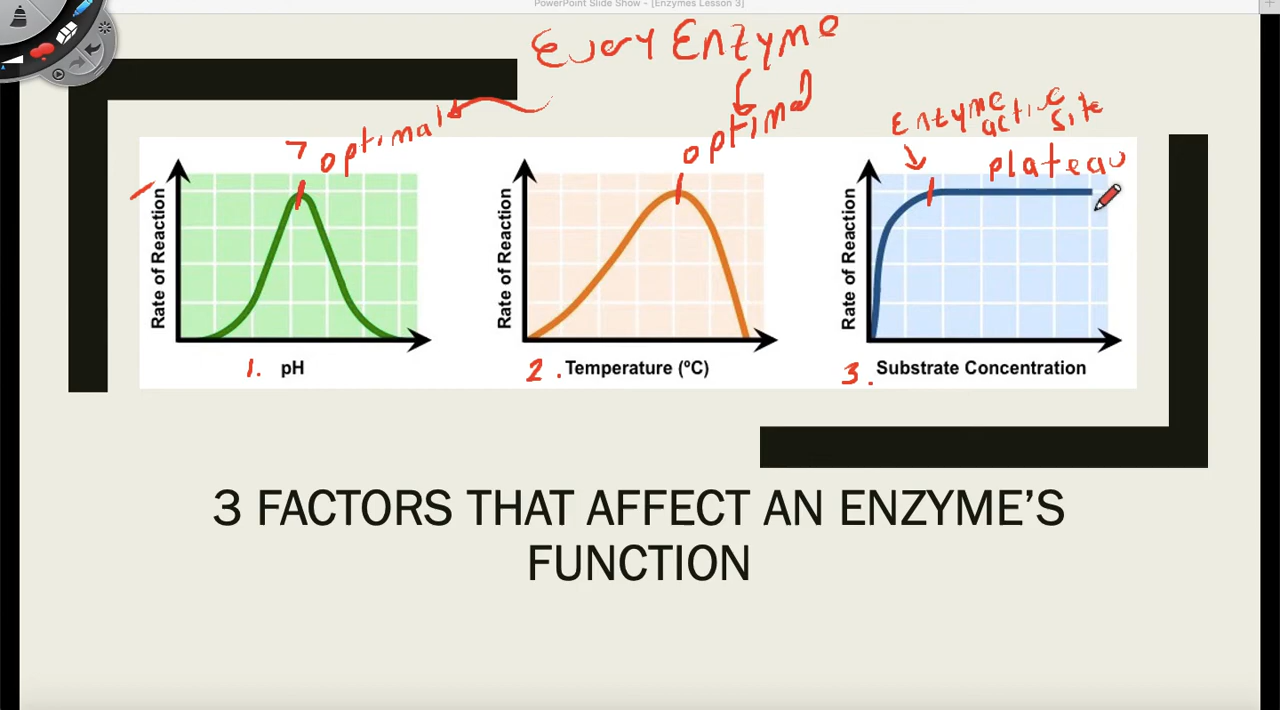 PowerPoint Slide Show - [Enzymes Lesson 3]
Every Enzyme
optimal
optimal
7
Enzyme active site
plateau
Rate of Reaction
1. pH
Rate of Reaction
2. Temperature (ºC)
Rate of Reaction
3. Substrate Concentration
3 FACTORS THAT AFFECT AN ENZYME'S
FUNCTION